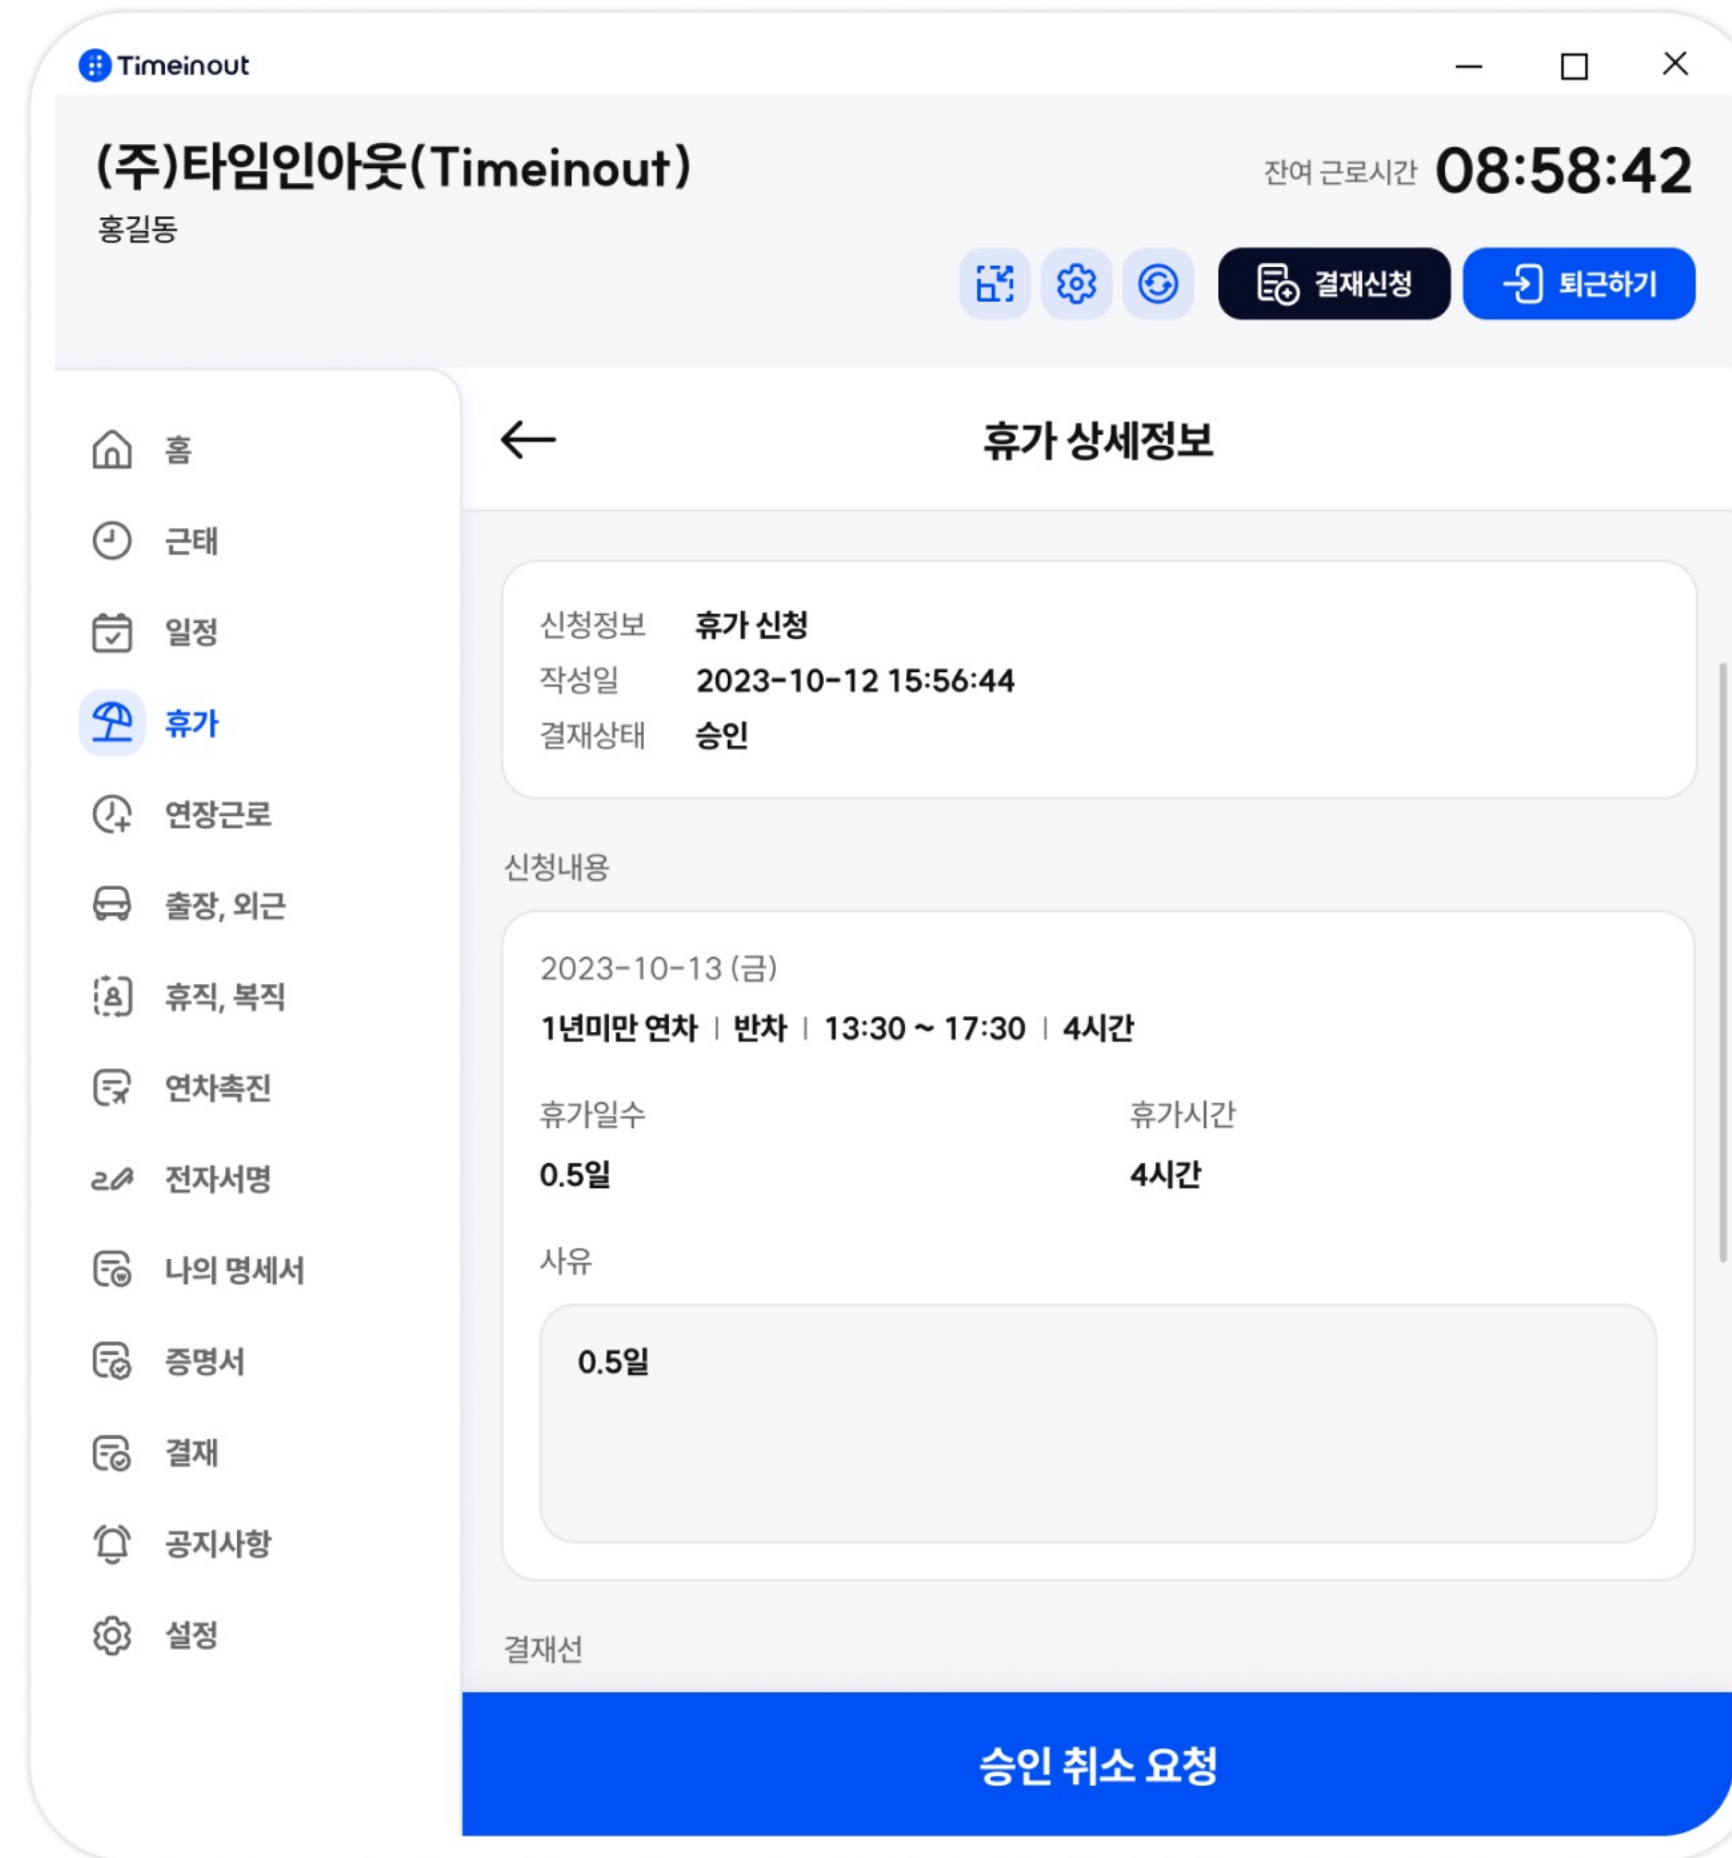 Timeinout
(주)타임인아웃(Timeinout)
홍길동
잔여 근로시간 08:58:42
결재신청
퇴근하기
홈
근태
일정
휴가
연장근로
출장, 외근
휴직, 복직
연차촉진
전자서명
나의 명세서
증명서
결재
공지사항
설정
휴가 상세정보
신청정보 휴가 신청
작성일 2023-10-12 15:56:44
결재상태 승인
신청내용
2023-10-13 (금)
1년미만 연차 | 반차 | 13:30 ~ 17:30 | 4시간
휴가일수 휴가시간
0.5일 4시간
사유
0.5일
결재선
승인 취소 요청